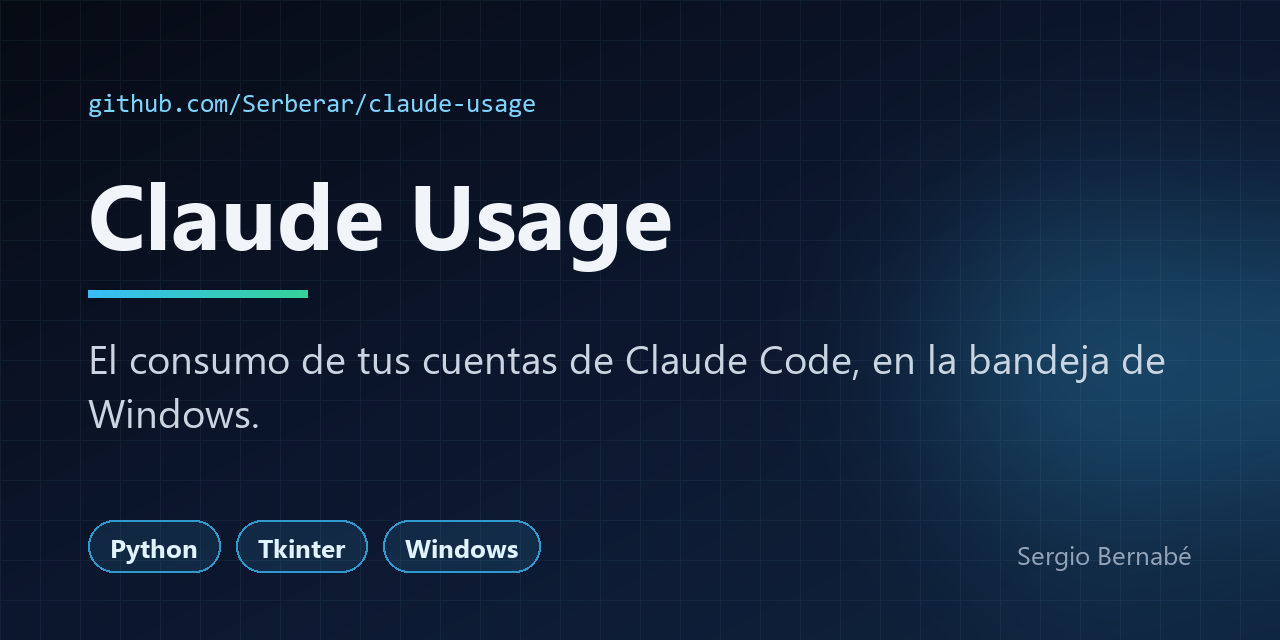 github.com/Serberar/claude-usage
Claude Usage
El consumo de tus cuentas de Claude Code, en la bandeja de
Windows.
Python
Tkinter
Windows
Sergio Bernabé